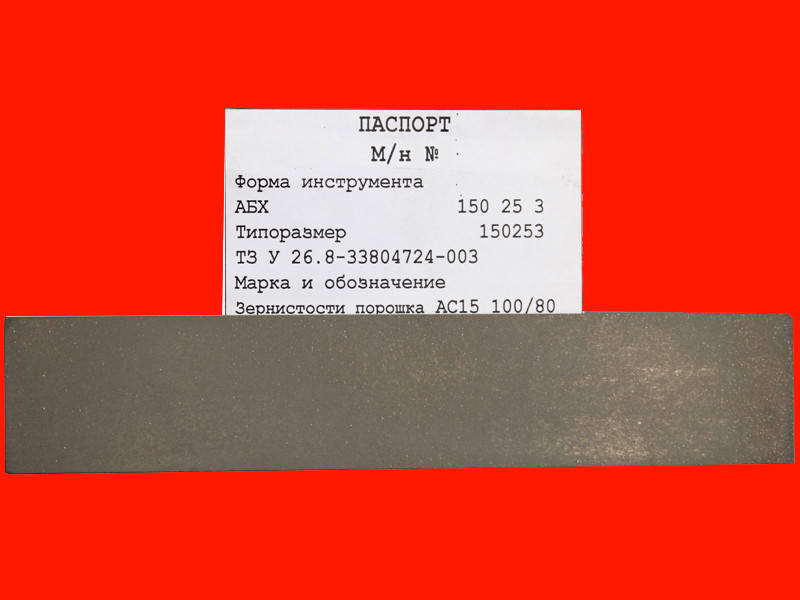 ПАСПОРТ
М/н №
Форма инструмента
АБХ 150 25 3
Типоразмер 150253
ТЗ У 26.8-33804724-003
Марка и обозначение
Зернистости порошка АС15 100/80